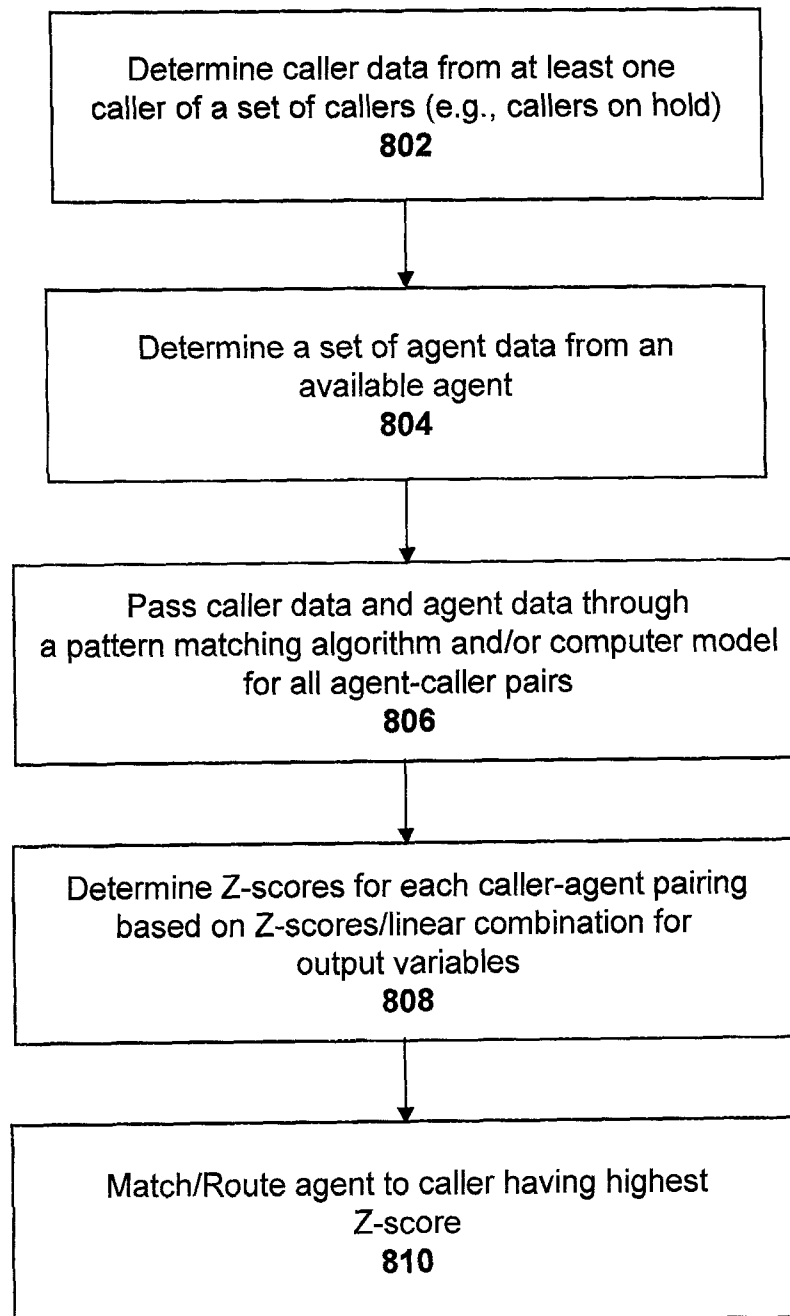 Determine caller data from at least one
caller of a set of callers (e.g., callers on hold)
802
Determine a set of agent data from an
available agent
804
Pass caller data and agent data through
a pattern matching algorithm and/or computer model
for all agent-caller pairs
806
Determine Z-scores for each caller-agent pairing
based on Z-scores/linear combination for
output variables
808
Match/Route agent to caller having highest
Z-score
810